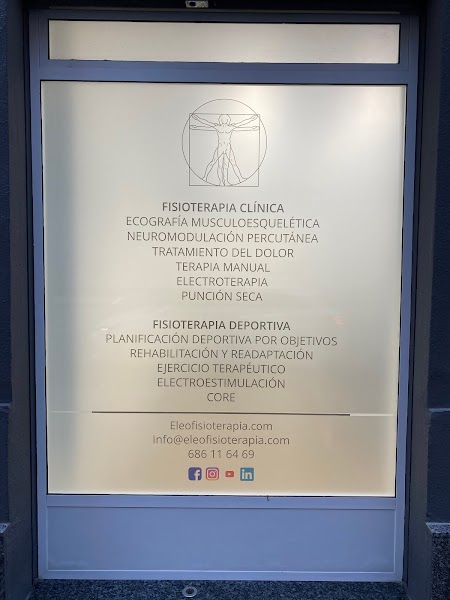 FISIOTERAPIA CLÍNICA
ECOGRAFÍA MUSCULOESQUELÉTICA
NEUROMODULACIÓN PERCUTÁNEA
TRATAMIENTO DEL DOLOR
TERAPIA MANUAL
ELECTROTERAPIA
PUNCIÓN SECA
FISIOTERAPIA DEPORTIVA
PLANIFICACIÓN DEPORTIVA POR OBJETIVOS
REHABILITACIÓN Y READAPTACIÓN
EJERCICIO TERAPÉUTICO
ELECTROESTIMULACIÓN
CORE
Eleofisioterapia.com
info@eleofisioterapia.com
686 11 64 69